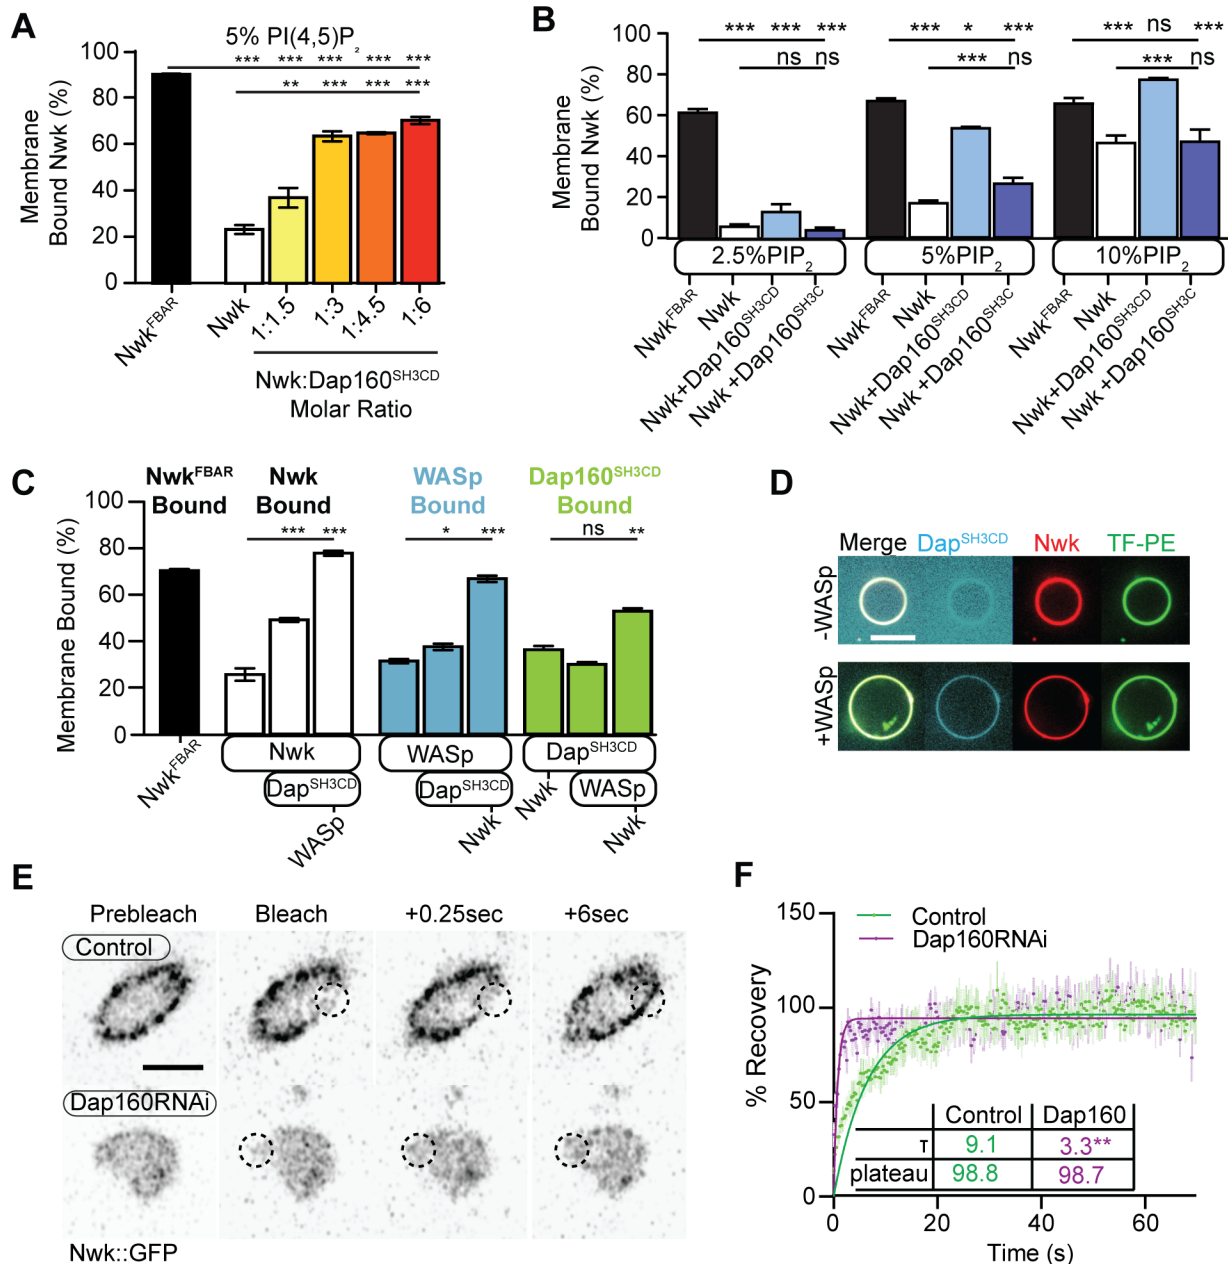 A
5% PI(4,5)P2
*** *** *** *** ***
** *** *** ***
Membrane
Bound Nwk (%)
100
80
60
40
20
0
NwkFBAR
Nwk
1:1.5
1:3
1:4.5
1:6
Nwk:Dap160SH3CD
Molar Ratio
B
*** *** ***
ns ns
*** * ***
*** ns
*** ns ***
*** ns
Membrane
Bound Nwk (%)
100
80
60
40
20
0
2.5%PIP2
5%PIP2
10%PIP2
NwkFBAR
Nwk
Nwk+Dap160SH3CD
Nwk +Dap160SH3C
NwkFBAR
Nwk
Nwk+Dap160SH3CD
Nwk +Dap160SH3C
NwkFBAR
Nwk
Nwk+Dap160SH3CD
Nwk +Dap160SH3C
C
NwkFBAR
Bound
Nwk
Bound
WASp
Bound
Dap160SH3CD
Bound
*** ***
* ***
ns **
Membrane Bound (%)
100
80
60
40
20
0
NwkFBAR
Nwk
DapSH3CD
WASp
WASp
DapSH3CD
Nwk
DapSH3CD
Nwk
WASp
Nwk
D
Merge DapSH3CD Nwk TF-PE
-WASp
+WASp
E
Prebleach Bleach +0.25sec +6sec
Control
Dap160RNAi
Nwk::GFP
F
Control
Dap160RNAi
% Recovery
150
100
50
0
Control Dap160
τ 9.1 3.3**
plateau 98.8 98.7
0 20 40 60
Time (s)